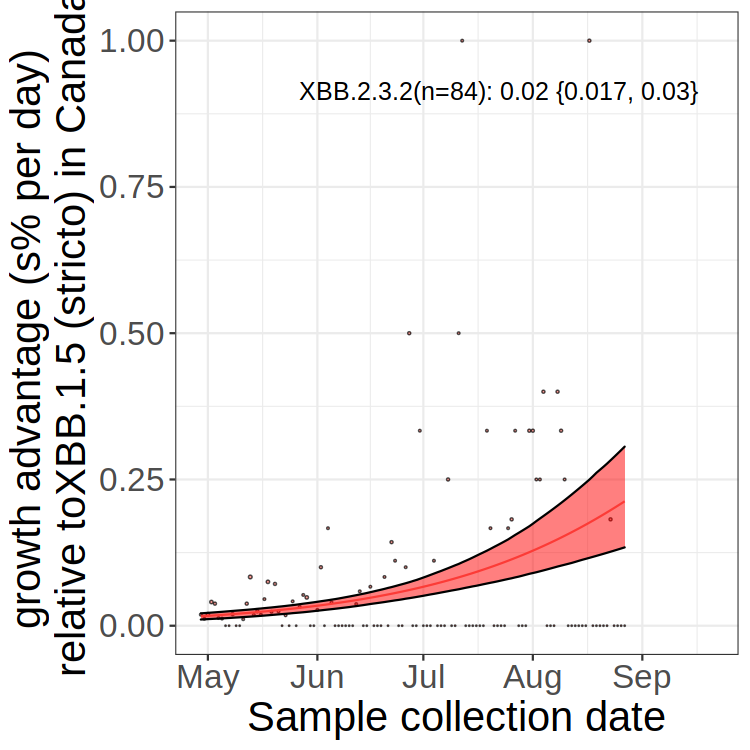 growth advantage (s% per day)
relative toXBB.1.5 (stricto) in Canada
1.00
0.75
0.50
0.25
0.00
XBB.2.3.2(n=84): 0.02 {0.017, 0.03}
May Jun Jul Aug Sep
Sample collection date